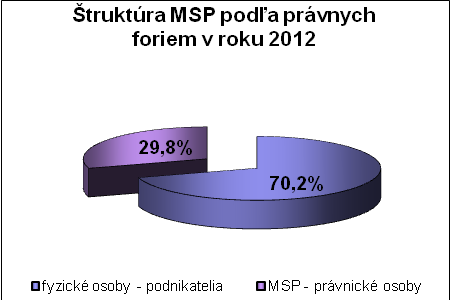 Štruktúra MSP podľa právnych
foriem v roku 2012
29,8%
70,2%
fyzické osoby - podnikatelia
MSP - právnické osoby